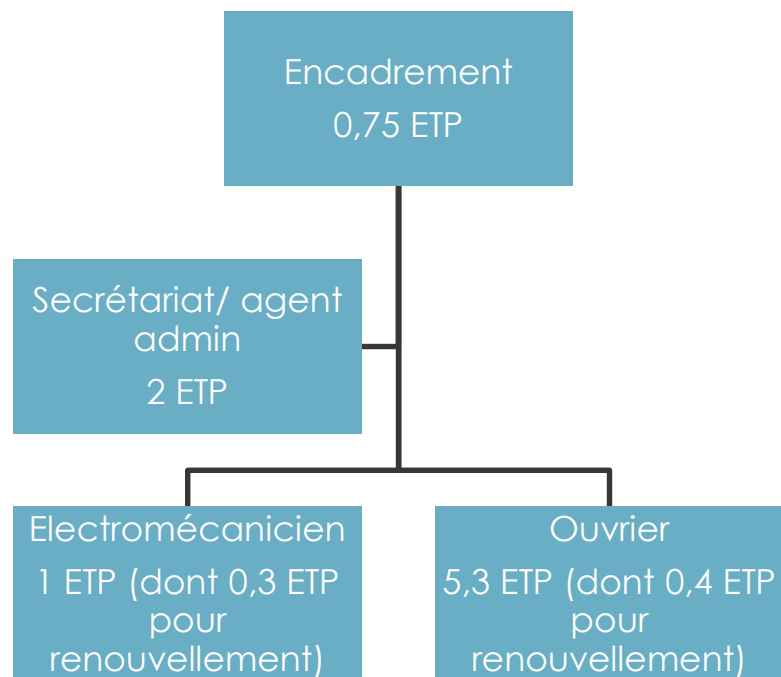 Encadrement
0,75 ETP
Secrétariat/ agent
admin
2 ETP
Electromécanicien
1 ETP (dont 0,3 ETP
pour
renouvellement)
Ouvrier
5,3 ETP (dont 0,4 ETP
pour
renouvellement)